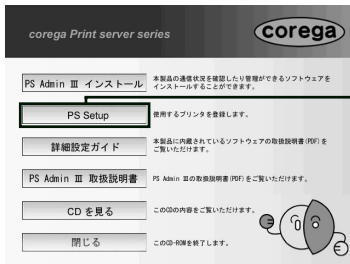 corega Print server series
corega
PS Admin Ⅲ インストール
本製品の通信状況を確認したり管理ができるソフトウェアを
インストールすることができます。
PS Setup
使用するプリンタを登録します。
詳細設定ガイド
本製品に内蔵されているソフトウェアの取扱説明書(PDF)を
ご覧いただけます。
PS Admin Ⅲ 取扱説明書
PS Admin Ⅲの取扱説明書(PDF)をご覧いただけます。
CD を見る
このCDの内容をご覧いただけます。
閉じる
このCD-ROMを終了します。